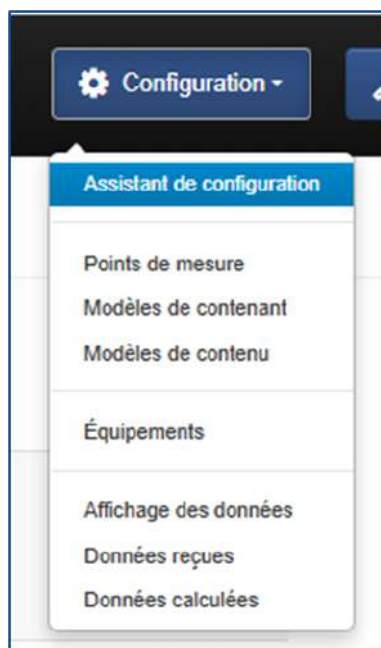 Configuration
Assistant de configuration
Points de mesure
Modèles de contenant
Modèles de contenu
Équipements
Affichage des données
Données reçues
Données calculées